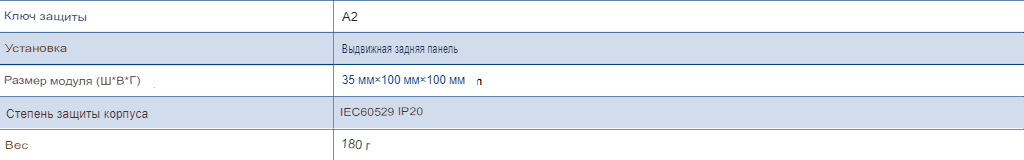 Ключ защиты A2
Установка Выдвижная задняя панель
Размер модуля (Ш*В*Г) 35 мм×100 мм×100 мм
Степень защиты корпуса IEC60529 IP20
Вес 180 г